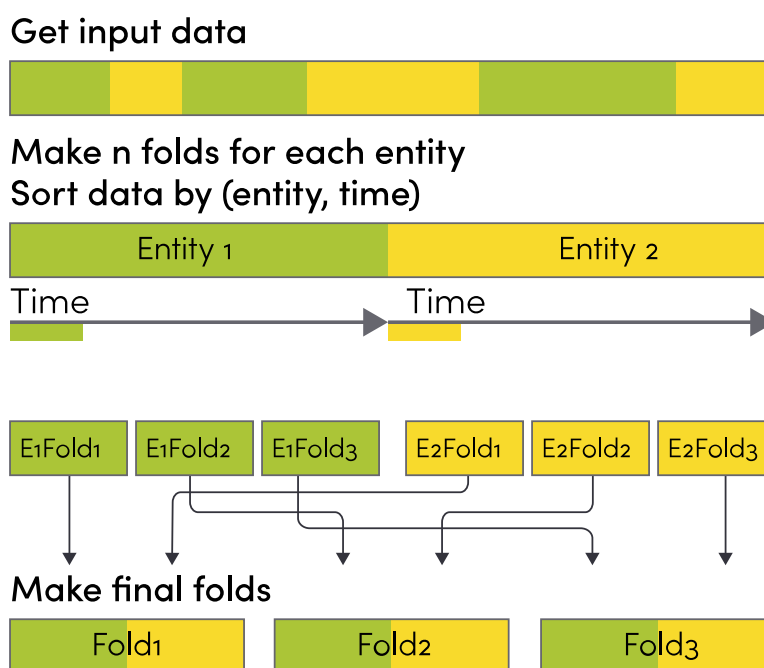 Get input data
Make n folds for each entity
Sort data by (entity, time)
Entity 1
Entity 2
Time
Time
E1Fold1
E1Fold2
E1Fold3
E2Fold1
E2Fold2
E2Fold3
Make final folds
Fold1
Fold2
Fold3